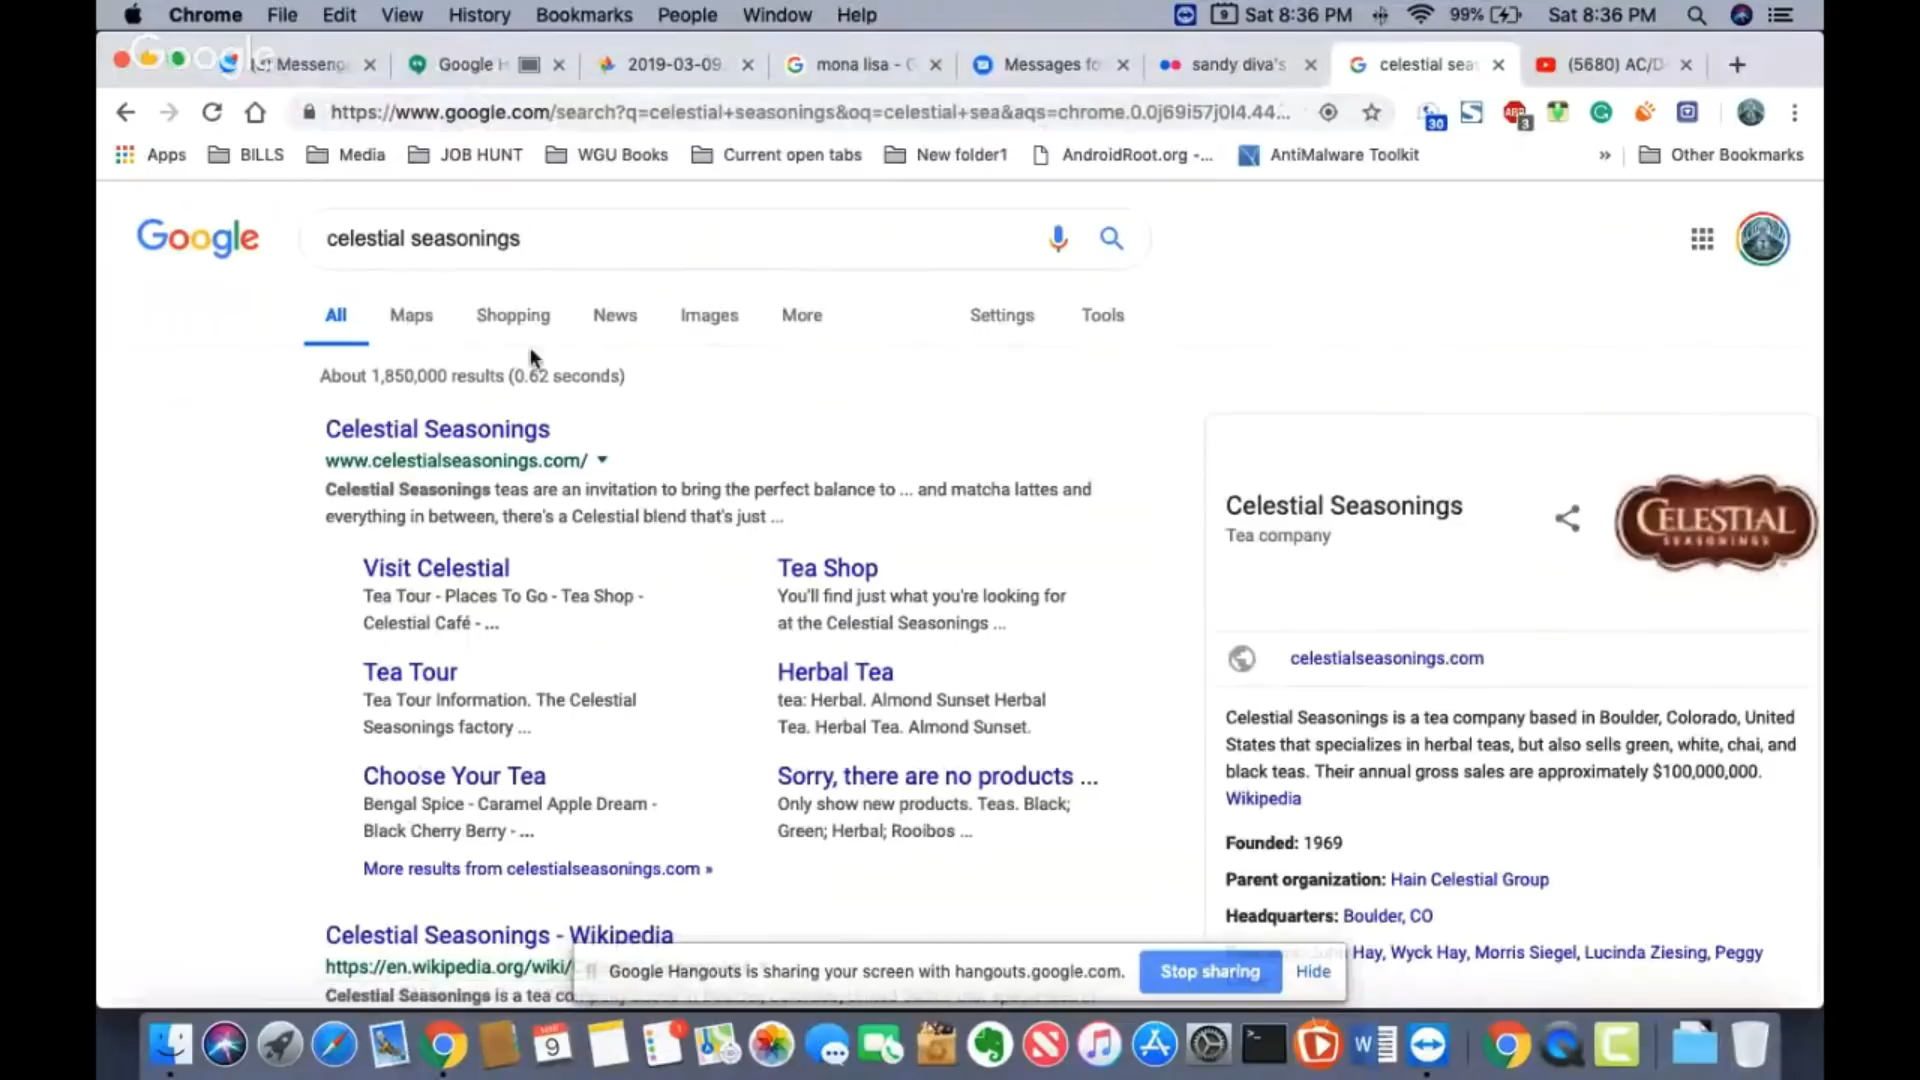 Chrome File Edit View History Bookmarks People Window Help 9 Sat 8:36 PM 99% Sat 8:36 PM
Google
Messeng Google H 2019-03-09 mona lisa - G Messages fo sandy diva's celestial sea (5680) AC/D
https://www.google.com/search?q=celestial+seasonings&oq=celestial+sea&aqs=chrome.0.0j69i57j0l4.44... 30 ABP 3
Apps BILLS Media JOB HUNT WGU Books Current open tabs New folder1 AndroidRoot.org -... AntiMalware Toolkit » Other Bookmarks
Google celestial seasonings
All Maps Shopping News Images More Settings Tools
About 1,850,000 results (0.62 seconds)
Celestial Seasonings
www.celestialseasonings.com/
Celestial Seasonings teas are an invitation to bring the perfect balance to ... and matcha lattes and
everything in between, there's a Celestial blend that's just ...
Visit Celestial
Tea Tour - Places To Go - Tea Shop -
Celestial Café - ...
Tea Shop
You'll find just what you're looking for
at the Celestial Seasonings ...
Tea Tour
Tea Tour Information. The Celestial
Seasonings factory ...
Herbal Tea
tea: Herbal. Almond Sunset Herbal
Tea. Herbal Tea. Almond Sunset.
Choose Your Tea
Bengal Spice - Caramel Apple Dream -
Black Cherry Berry - ...
Sorry, there are no products ...
Only show new products. Teas. Black;
Green; Herbal; Rooibos ...
More results from celestialseasonings.com »
Celestial Seasonings - Wikipedia
https://en.wikipedia.org/wiki/
Celestial Seasonings is a tea
Celestial Seasonings
Tea company
CELESTIAL
SEASONINGS
celestialseasonings.com
Celestial Seasonings is a tea company based in Boulder, Colorado, United
States that specializes in herbal teas, but also sells green, white, chai, and
black teas. Their annual gross sales are approximately $100,000,000.
Wikipedia
Founded: 1969
Parent organization: Hain Celestial Group
Headquarters: Boulder, CO
Hay, Wyck Hay, Morris Siegel, Lucinda Ziesing, Peggy
Google Hangouts is sharing your screen with hangouts.google.com. Stop sharing Hide
MAR
9
1
W